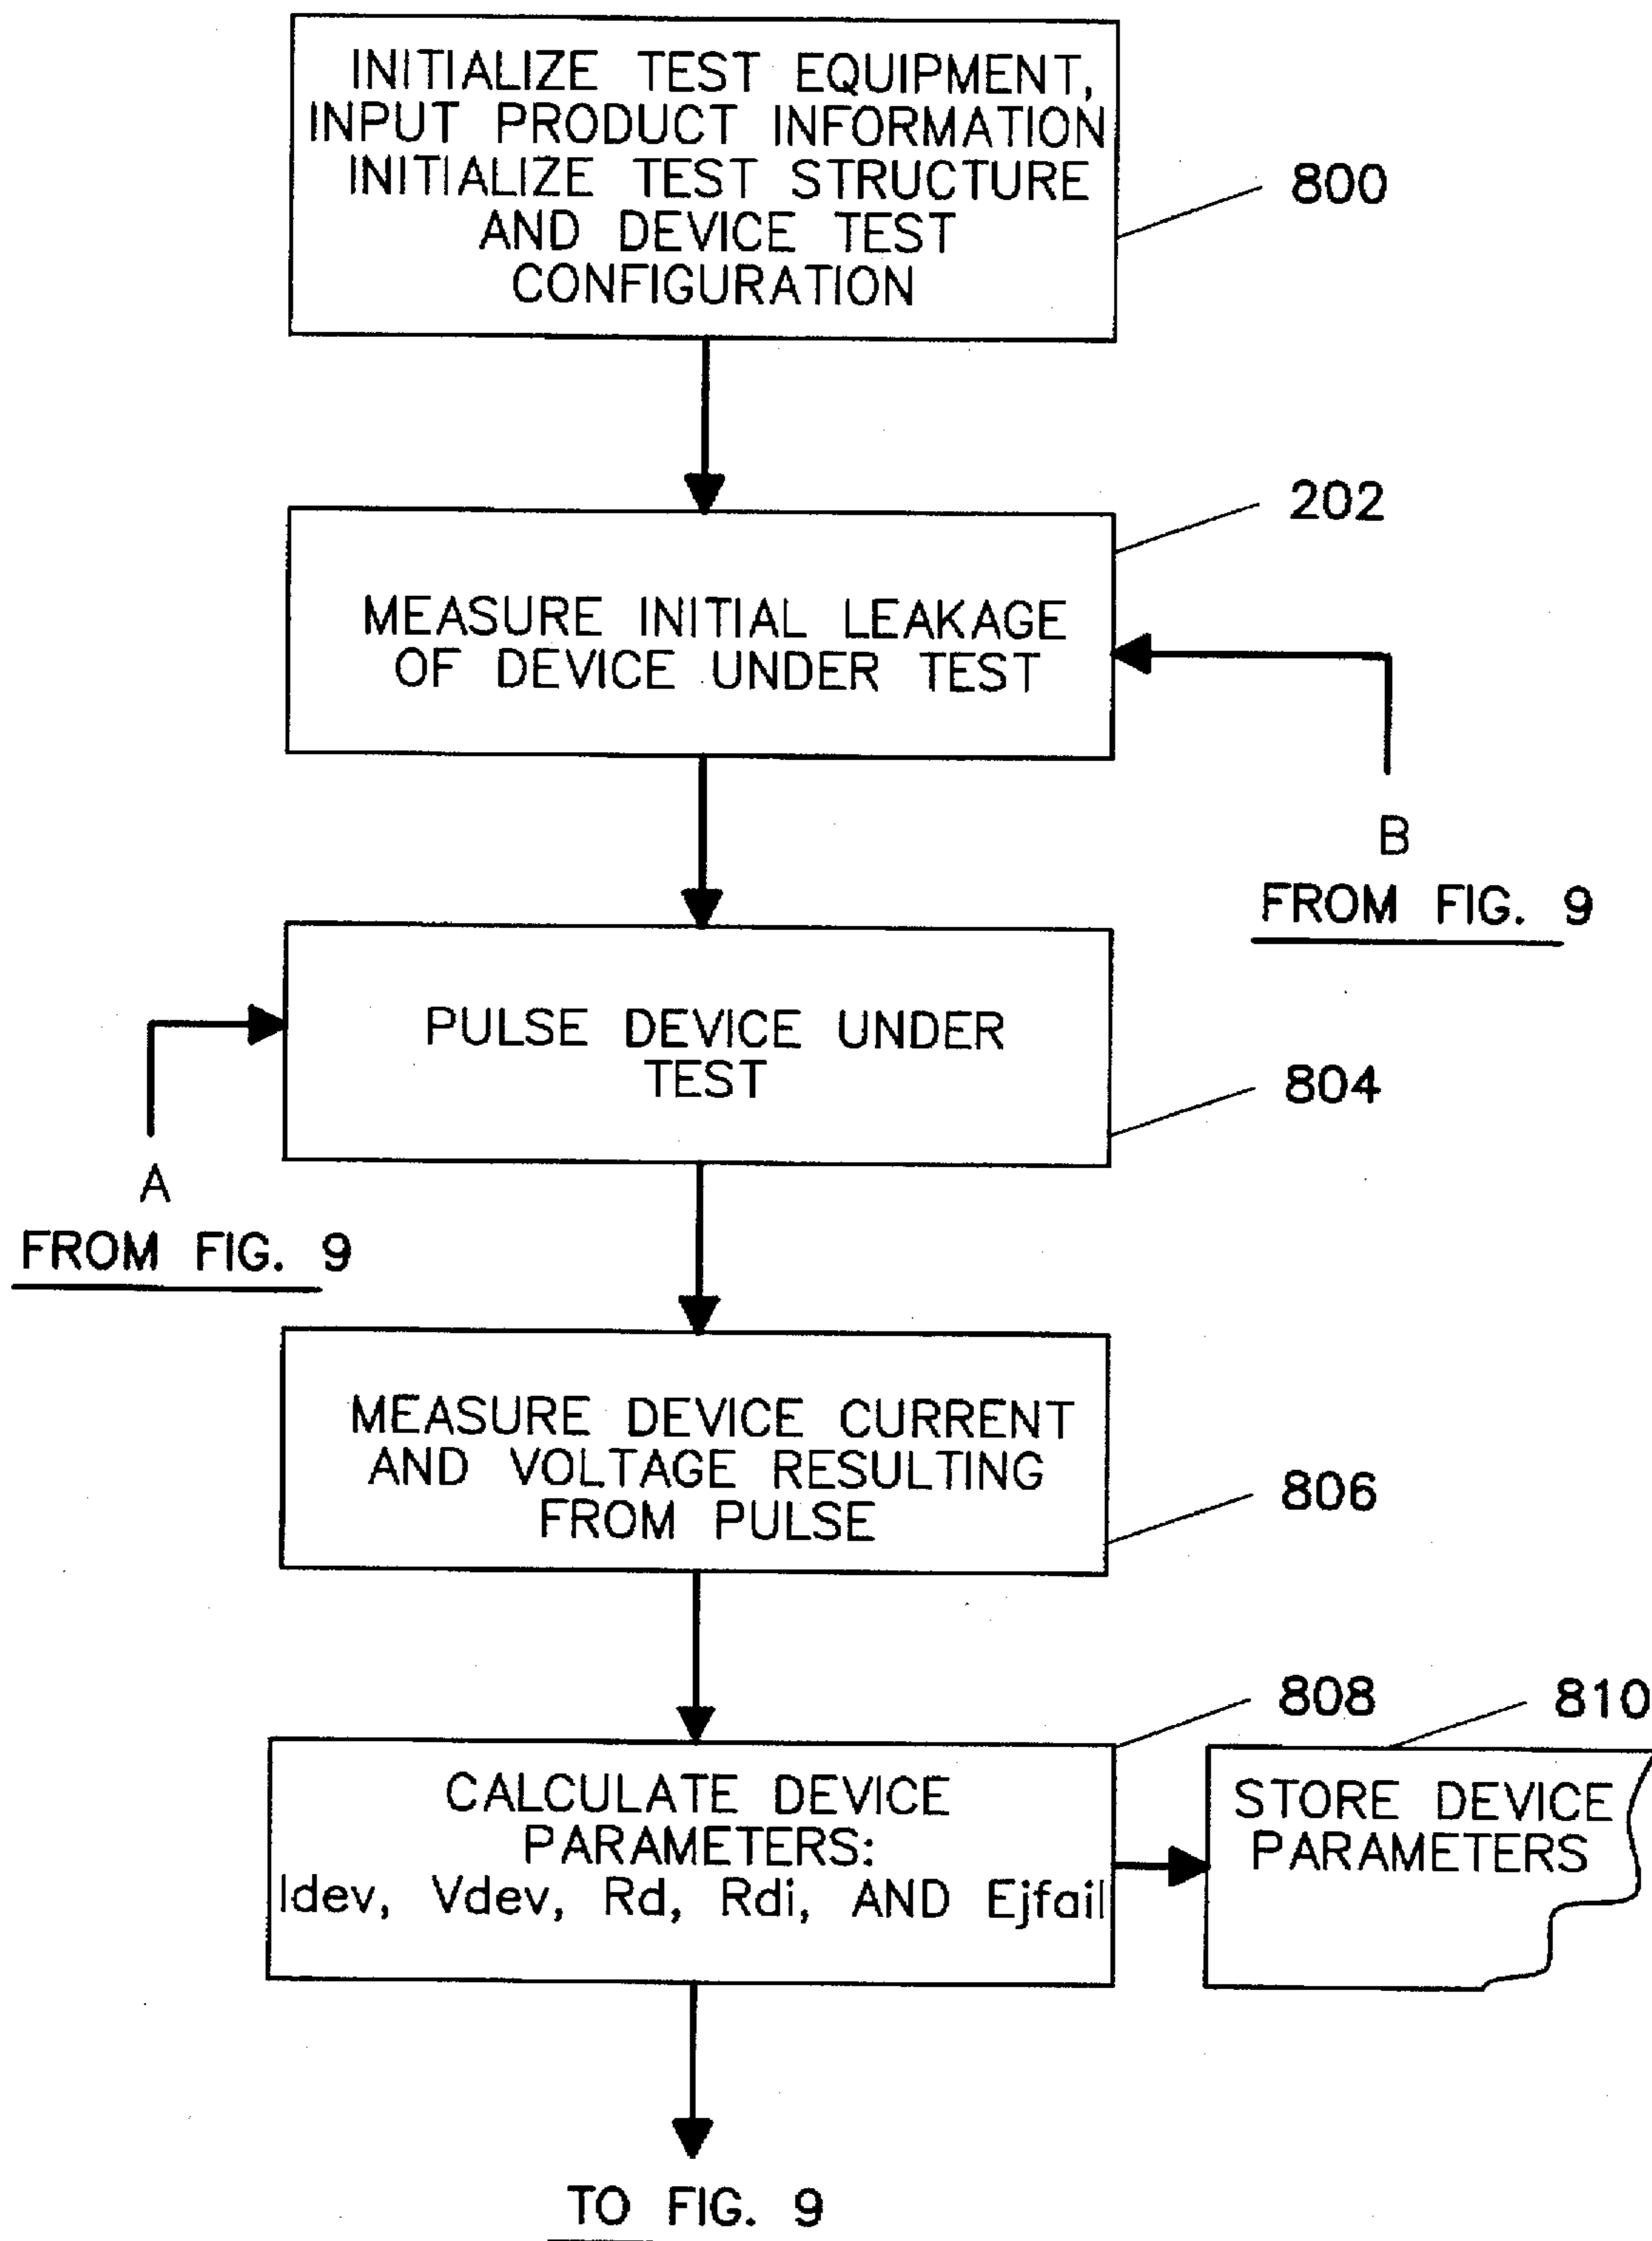 INITIALIZE TEST EQUIPMENT,
INPUT PRODUCT INFORMATION
INITIALIZE TEST STRUCTURE
AND DEVICE TEST
CONFIGURATION
800
202
MEASURE INITIAL LEAKAGE
OF DEVICE UNDER TEST
B
FROM FIG. 9
PULSE DEVICE UNDER
TEST
804
A
FROM FIG. 9
MEASURE DEVICE CURRENT
AND VOLTAGE RESULTING
FROM PULSE
806
808
810
CALCULATE DEVICE
PARAMETERS:
Idev, Vdev, Rd, Rdi, AND Ejfail
STORE DEVICE
PARAMETERS
TO FIG. 9